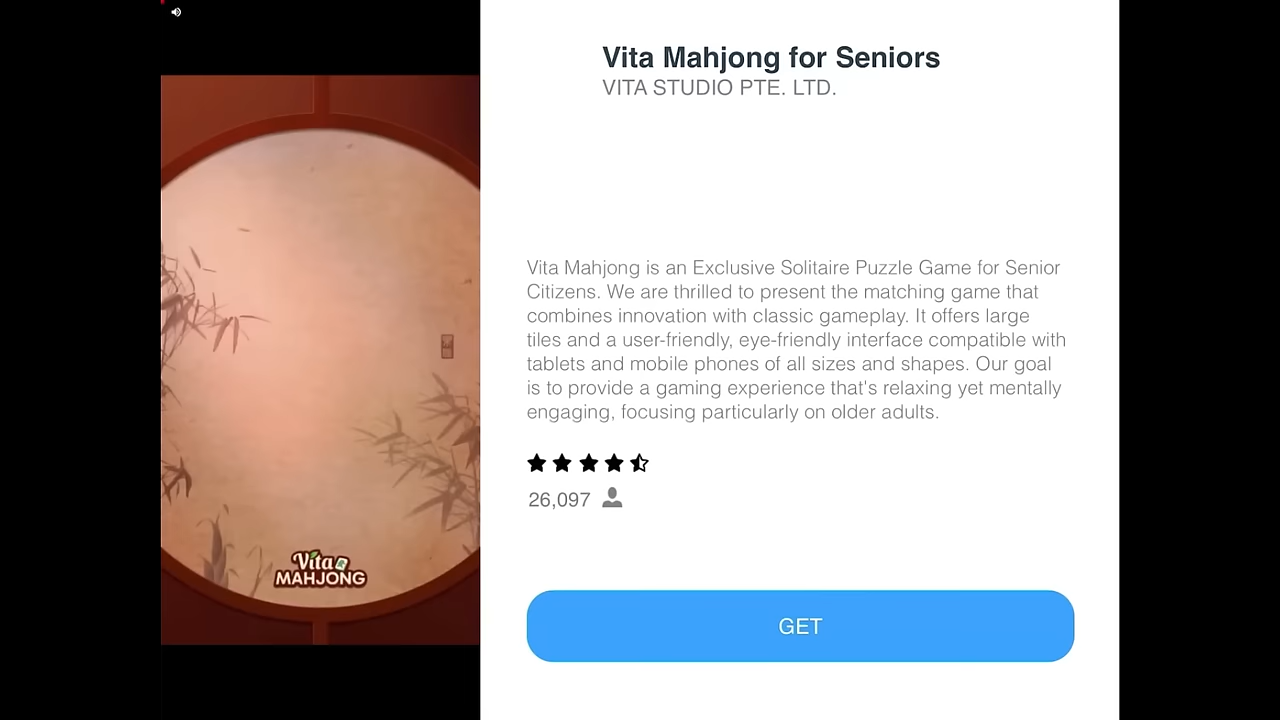 Vita Mahjong for Seniors
VITA STUDIO PTE. LTD.
Vita Mahjong is an Exclusive Solitaire Puzzle Game for Senior
Citizens. We are thrilled to present the matching game that
combines innovation with classic gameplay. It offers large
tiles and a user-friendly, eye-friendly interface compatible with
tablets and mobile phones of all sizes and shapes. Our goal
is to provide a gaming experience that's relaxing yet mentally
engaging, focusing particularly on older adults.
26,097
Vita
MAHJONG
GET